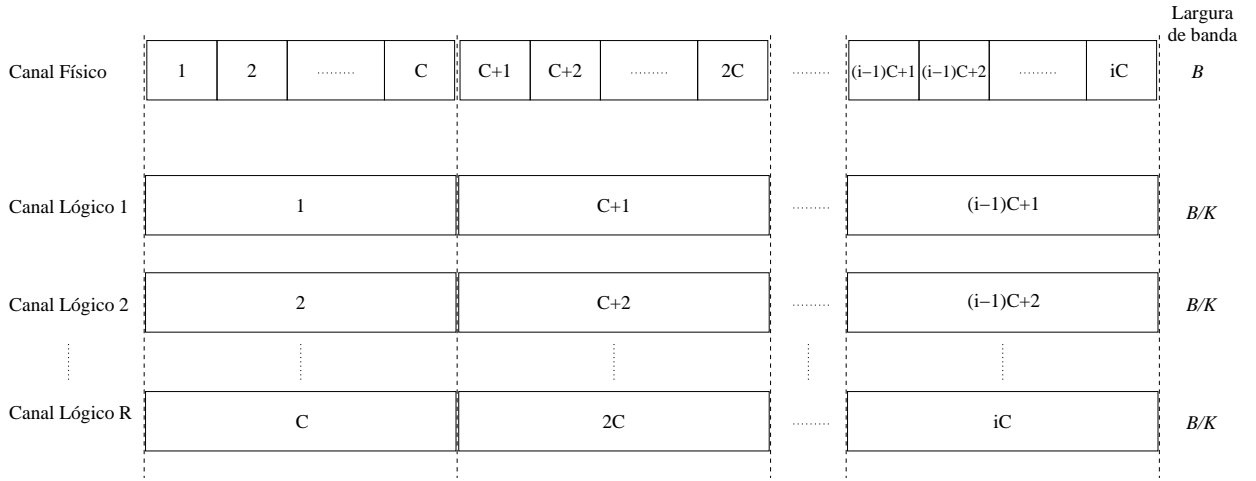 Largura
de banda
Canal Físico 1 2 ......... C C+1 C+2 ......... 2C ......... (i−1)C+1 (i−1)C+2 ......... iC B
Canal Lógico 1 1 C+1 ......... (i−1)C+1 B/K
Canal Lógico 2 2 C+2 ......... (i−1)C+2 B/K
Canal Lógico R C 2C ......... iC B/K